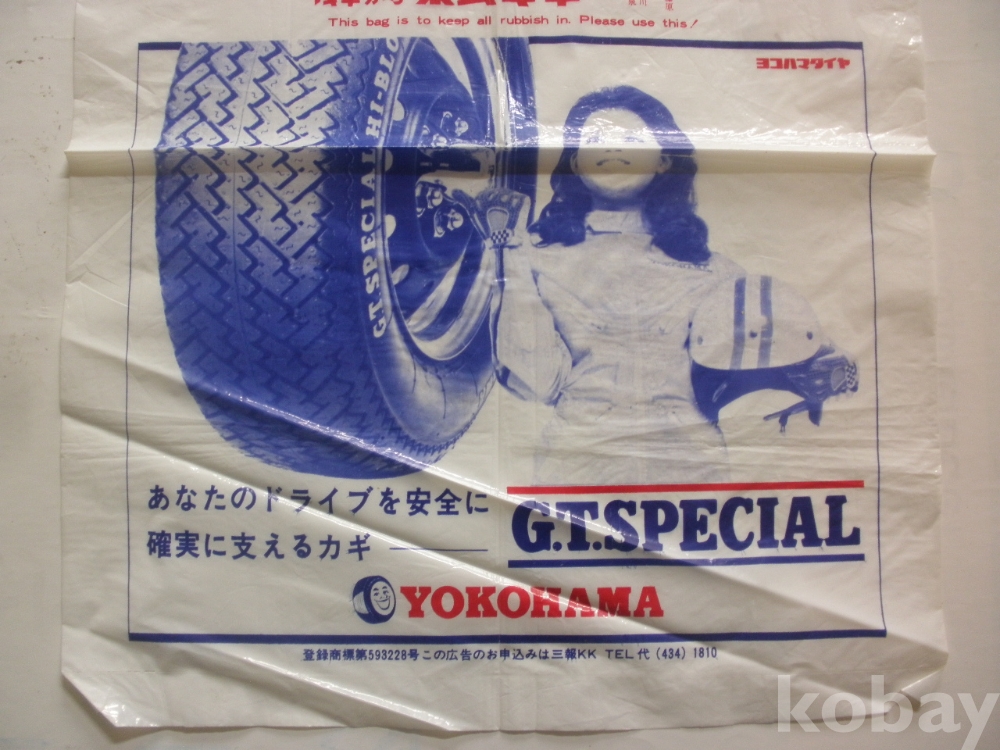 This bag is to keep all rubbish in. Please use this!
ヨコハマタイヤ
G.T.SPECIAL HI-BLO
あなたのドライブを安全に
確実に支えるカギ
G.T.SPECIAL
YOKOHAMA
登録商標第593228号この広告のお申込みは三報KK TEL代(434)1810
kobay